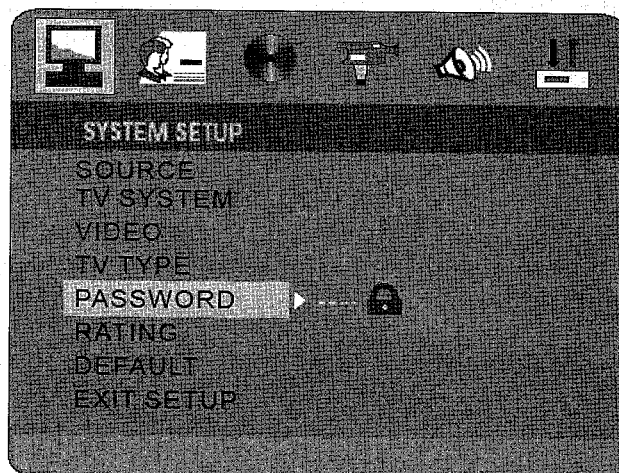 SYSTEM SETUP
SOURCE
TV SYSTEM
VIDEO
TV TYPE
PASSWORD
RATING
DEFAULT
EXIT SETUP